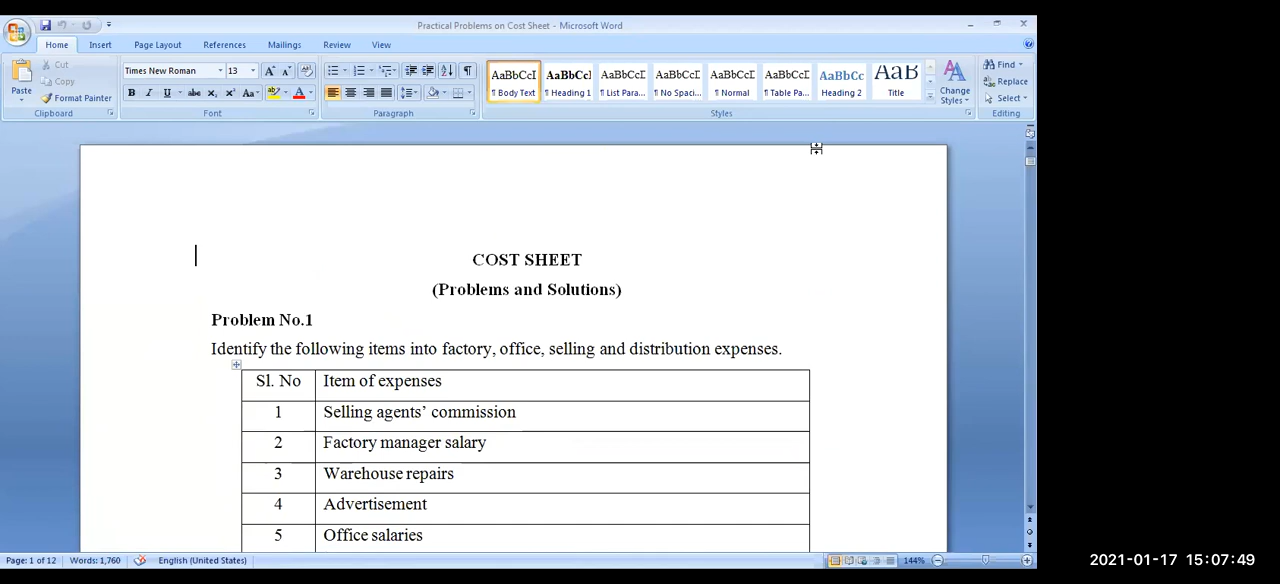 Practical Problems on Cost Sheet - Microsoft Word
Home Insert Page Layout References Mailings Review View
Paste Cut Copy Format Painter
Times New Roman 13
B I U abc x₂ x² Aa
AaBbCcI AaBbCcI AaBbCcI AaBbCcI AaBbCcI AaBbCcI AaBbCc AaB
¶ Body Text ¶ Heading 1 ¶ List Para... ¶ No Spaci... ¶ Normal ¶ Table Pa... ¶ Heading 2 Title
Change Styles
Find
Replace
Select
Clipboard Font Paragraph Styles Editing
COST SHEET
(Problems and Solutions)
Problem No.1
Identify the following items into factory, office, selling and distribution expenses.
Sl. No Item of expenses
1 Selling agents’ commission
2 Factory manager salary
3 Warehouse repairs
4 Advertisement
5 Office salaries
Page: 1 of 12 Words: 1,760 English (United States) 144%
2021-01-17 15:07:49